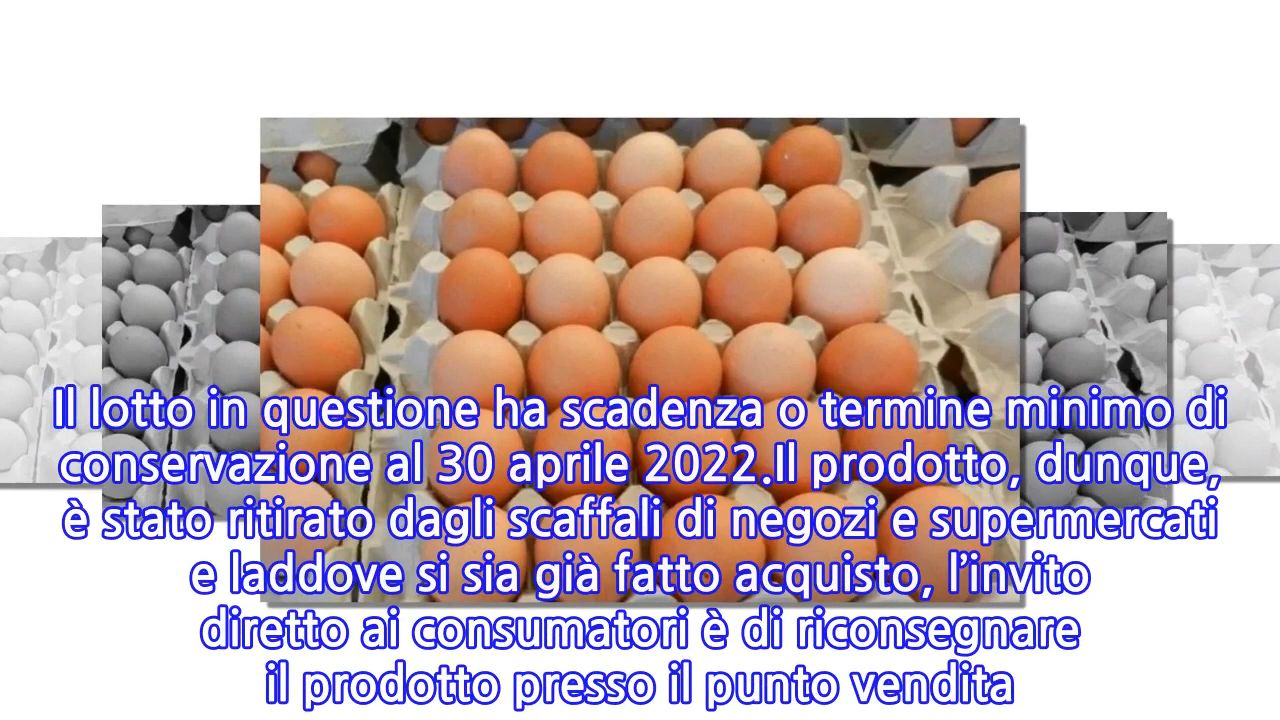 Il lotto in questione ha scadenza o termine minimo di
conservazione al 30 aprile 2022.Il prodotto, dunque,
è stato ritirato dagli scaffali di negozi e supermercati
e laddove si sia già fatto acquisto, l’invito
diretto ai consumatori è di riconsegnare
il prodotto presso il punto vendita